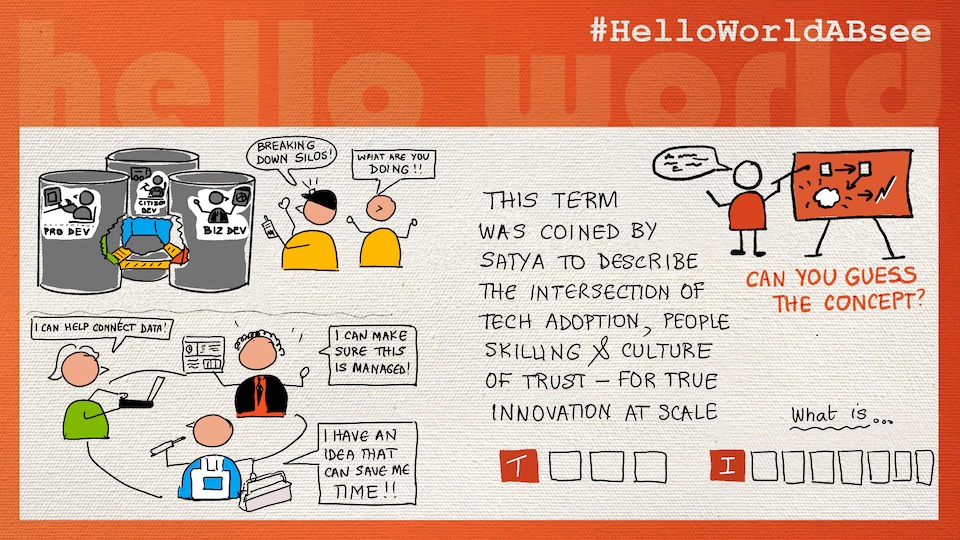 hello world
#HelloWorldABsee
BREAKING
DOWN SILOS!
WHAT ARE YOU
DOING!!
PRO DEV
CITIZEN
DEV
BIZ DEV
I CAN HELP CONNECT DATA!
I CAN MAKE
SURE THIS
IS MANAGED!
I HAVE AN
IDEA THAT
CAN SAVE ME
TIME!!
THIS TERM
WAS COINED BY
SATYA TO DESCRIBE
THE INTERSECTION OF
TECH ADOPTION, PEOPLE
SKILLING & CULTURE
OF TRUST – FOR TRUE
INNOVATION AT SCALE
CAN YOU GUESS
THE CONCEPT?
What is...
T
I